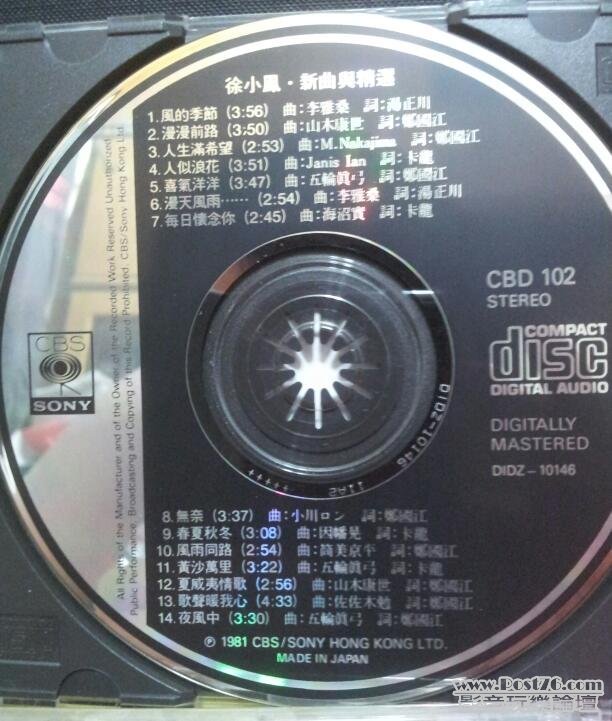 徐小鳳・新曲與精選
1.風的季節 (3:56) 曲:李雅桑 詞:湯正川
2.漫漫前路 (3:50) 曲:山木康世 詞:鄭國江
3.人生滿希望 (2:53) 曲:M.Nakajima 詞:鄭國江
4.人似浪花 (3:51) 曲:Janis Ian 詞:卡龍
5.喜氣洋洋 (3:47) 曲:五輪眞弓 詞:鄭國江
6.漫天風雨…… (2:54) 曲:李雅桑 詞:湯正川
7.每日懷念你 (2:45) 曲:海沼實 詞:卡龍
All Rights of the Manufacturer and of the Owner of the Recorded Work Reserved Unauthorized
Public Performance, Broadcasting and Copying of this Record Prohibited. CBS/Sony Hong Kong Ltd.
CBS
SONY
CBD 102
STEREO
COMPACT
disc
DIGITAL AUDIO
DIGITALLY
MASTERED
DIDZ-10146
DIDZ-10146 11A2 +++++
8.無奈 (3:37) 曲:小川ロン 詞:鄭國江
9.春夏秋冬 (3:08) 曲:因幡晃 詞:卡龍
10.風雨同路 (2:54) 曲:筒美京平 詞:鄭國江
11.黃沙萬里 (3:22) 曲:五輪眞弓 詞:卡龍
12.夏威夷情歌 (2:56) 曲:山木康世 詞:鄭國江
13.歌聲暖我心 (4:33) 曲:佐佐木勉 詞:鄭國江
14.夜風中 (3:30) 曲:五輪眞弓 詞:鄭國江
℗ 1981 CBS/SONY HONG KONG LTD.
MADE IN JAPAN
www.Post76.com
影音玩樂論壇